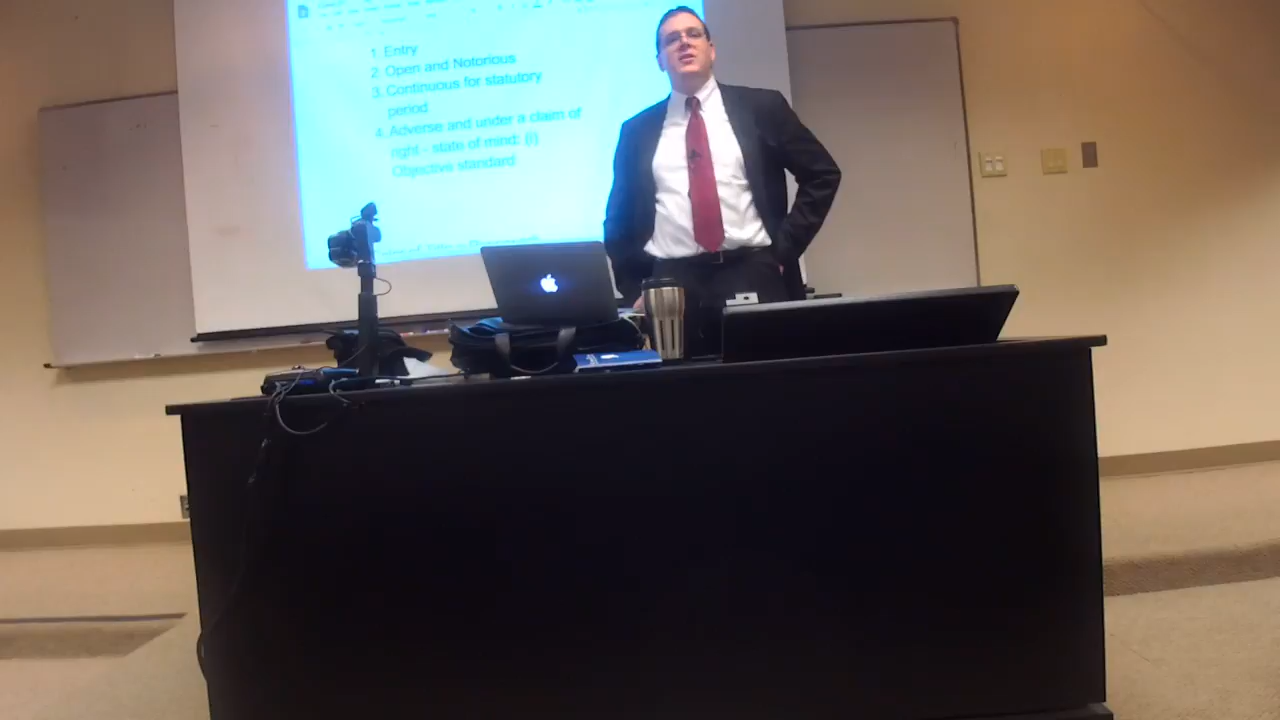 1. Entry
2. Open and Notorious
3. Continuous for statutory
period
4. Adverse and under a claim of
right - state of mind: (i)
Objective standard